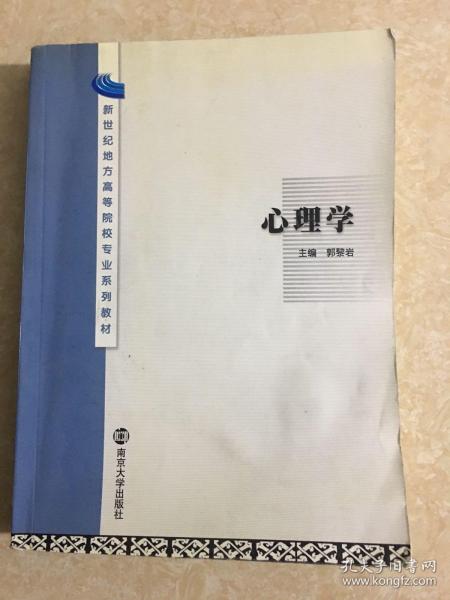 新世纪地方高等院校专业系列教材
心理学
主编 郭黎岩
南京大学出版社
孔夫子旧书网
www.kongfz.com